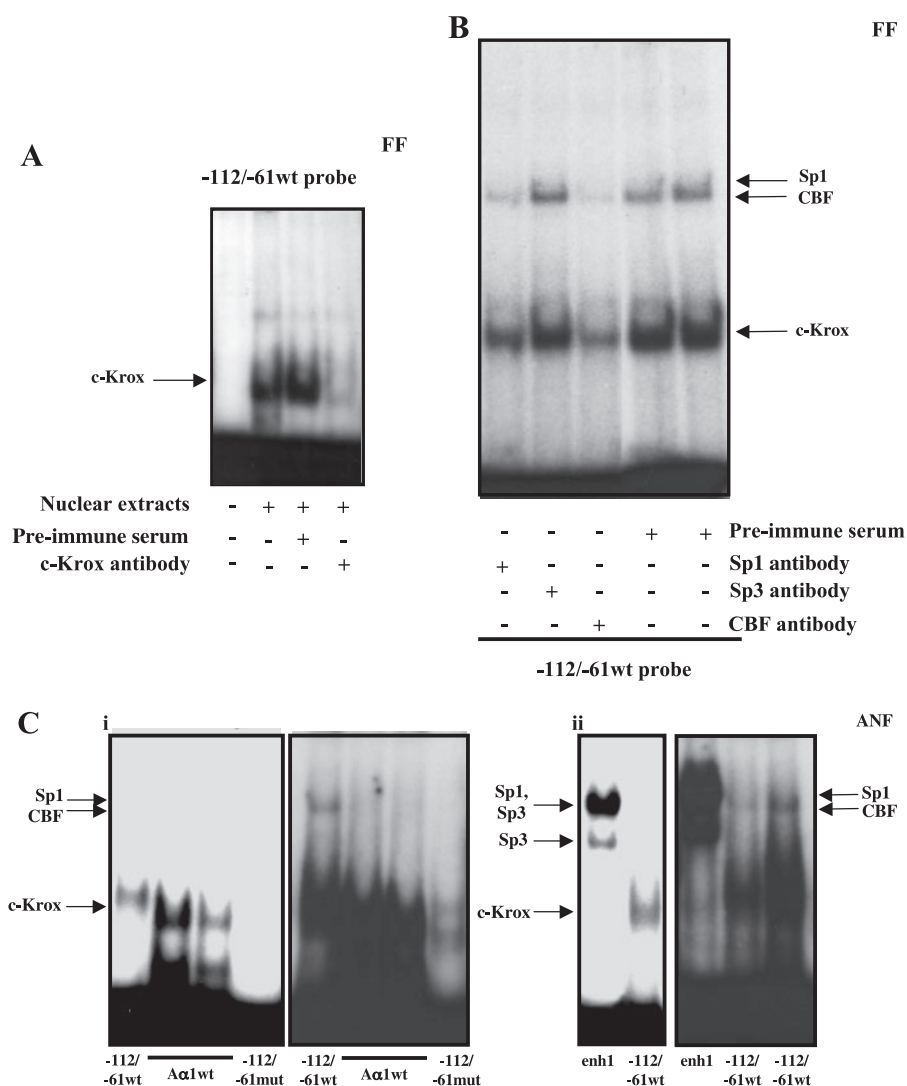 A
FF
-112/-61wt probe
c-Krox
Nuclear extracts - + + +
Pre-immune serum - - + -
c-Krox antibody - - - +
B
FF
Sp1
CBF
c-Krox
- - - + + Pre-immune serum
+ - - - - Sp1 antibody
- + - - - Sp3 antibody
- - + - - CBF antibody
-112/-61wt probe
C
i
Sp1
CBF
c-Krox
-112/ -61wt Aα1wt -112/ -61mut
-112/ -61wt Aα1wt -112/ -61mut
ii
ANF
Sp1, Sp3
Sp3
c-Krox
Sp1
CBF
enh1 -112/ -61wt
enh1 -112/ -61wt -112/ -61wt